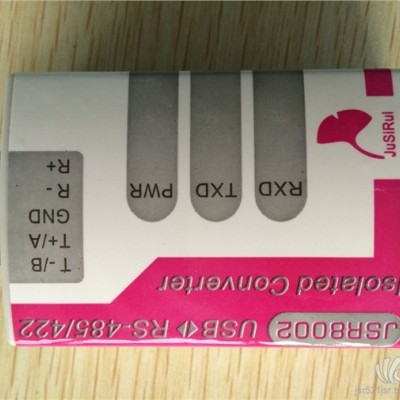 JSR8002 USB◁▷RS-485/422
Isolated Converter
T-/B
T+/A
GND
R-
R+
RXD
TXD
PWR
JuSiRui